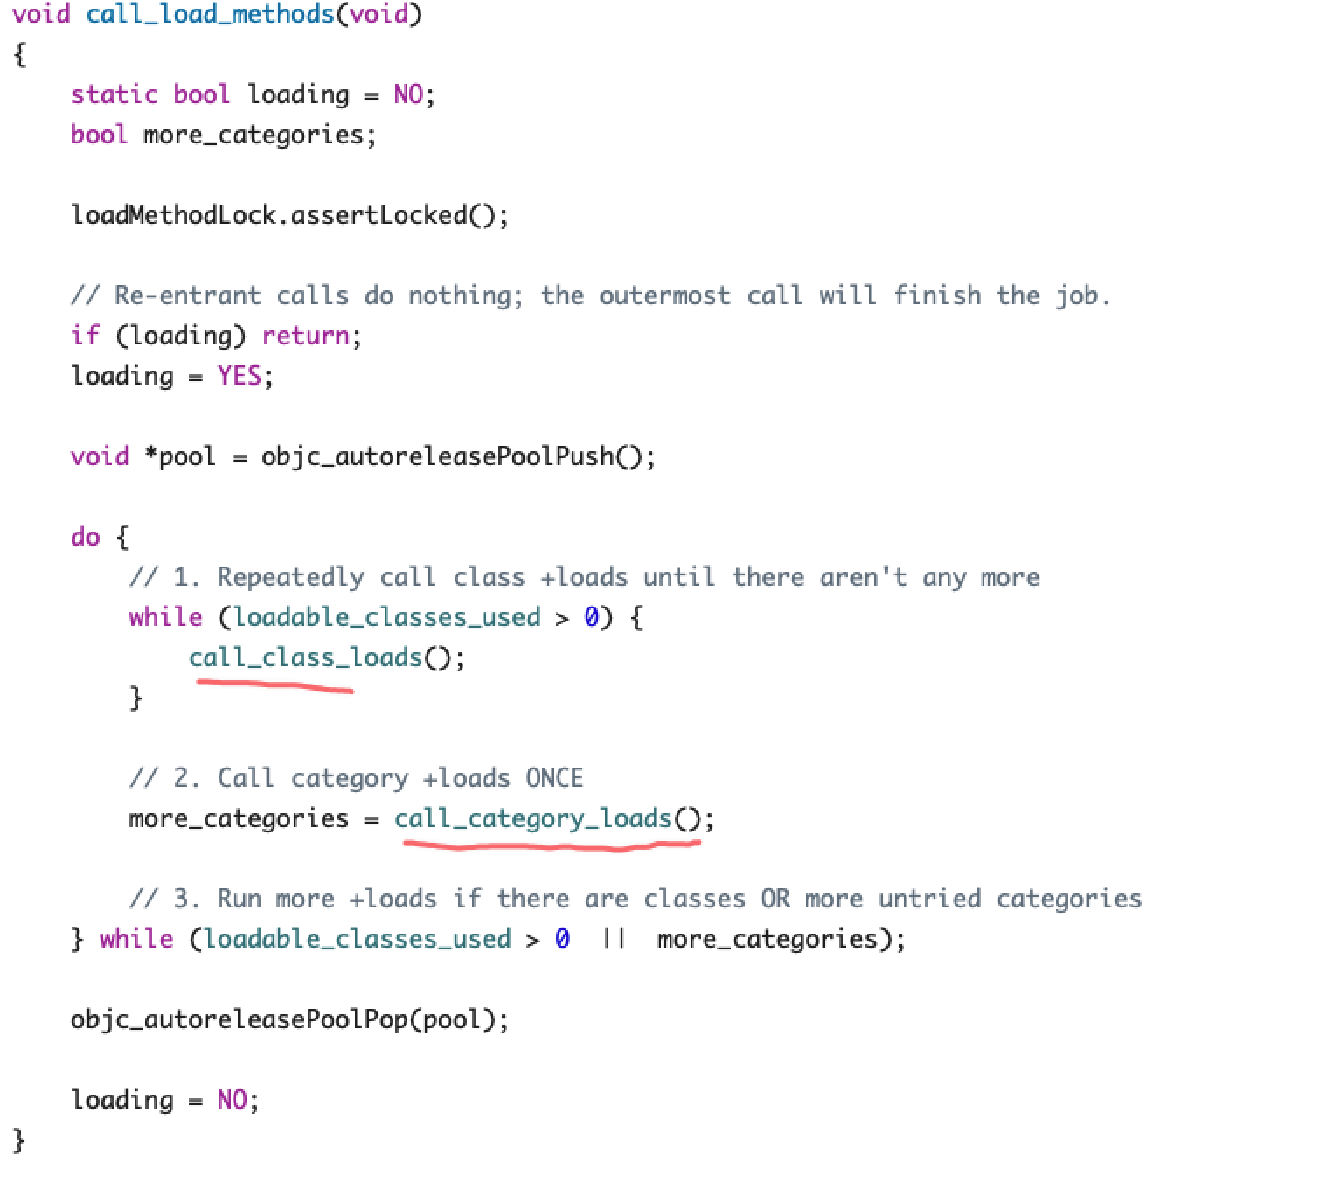 void call_load_methods(void)
{
    static bool loading = NO;
    bool more_categories;

    loadMethodLock.assertLocked();

    // Re-entrant calls do nothing; the outermost call will finish the job.
    if (loading) return;
    loading = YES;

    void *pool = objc_autoreleasePoolPush();

    do {
        // 1. Repeatedly call class +loads until there aren't any more
        while (loadable_classes_used > 0) {
            call_class_loads();
        }

        // 2. Call category +loads ONCE
        more_categories = call_category_loads();

        // 3. Run more +loads if there are classes OR more untried categories
    } while (loadable_classes_used > 0  ||  more_categories);

    objc_autoreleasePoolPop(pool);

    loading = NO;
}